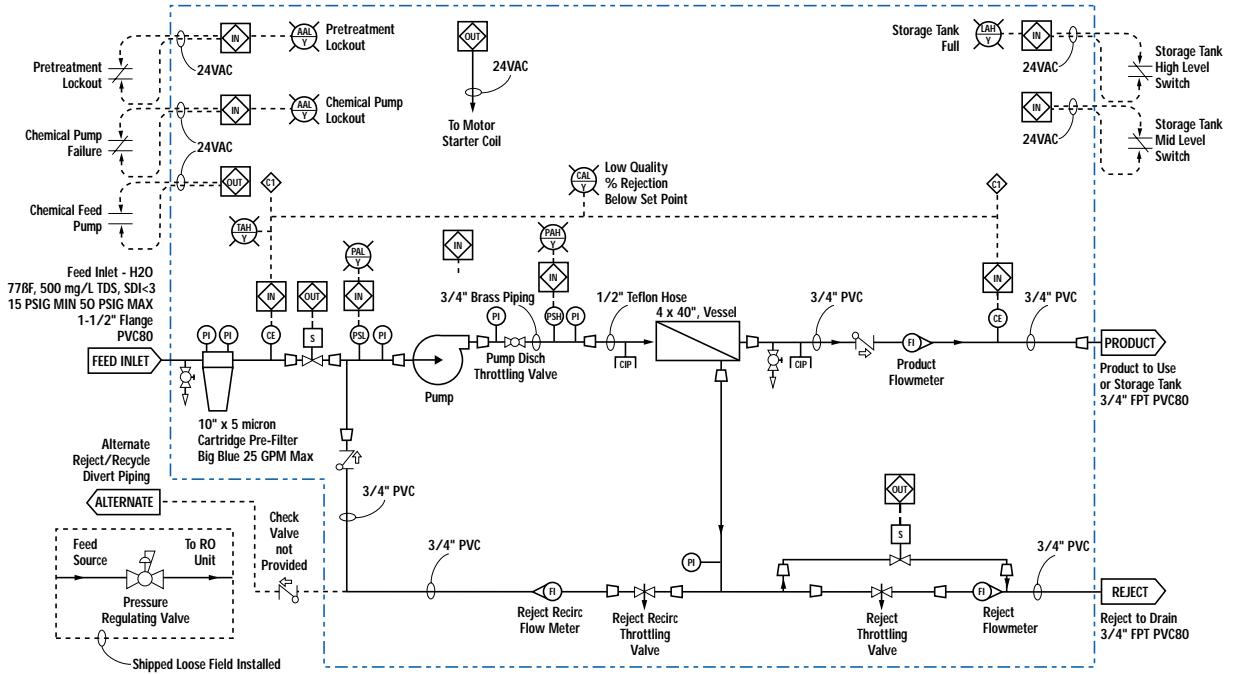 IN
AAL
Y
Pretreatment
Lockout
24VAC
Pretreatment
Lockout
IN
AAL
Y
Chemical Pump
Lockout
Chemical Pump
Failure
24VAC
OUT
Chemical Feed
Pump
OUT
24VAC
To Motor
Starter Coil
Storage Tank
Full
LAH
Y
IN
24VAC
Storage Tank
High Level
Switch
IN
24VAC
Storage Tank
Mid Level
Switch
C1
CAL
Y
Low Quality
% Rejection
Below Set Point
C1
TAH
Y
PAL
Y
IN
PAH
Y
Feed Inlet - H2O
77ßF, 500 mg/L TDS, SDI<3
15 PSIG MIN 50 PSIG MAX
1-1/2" Flange
PVC80
FEED INLET
IN
OUT
IN
IN
IN
3/4" Brass Piping
1/2" Teflon Hose
4 x 40", Vessel
3/4" PVC
3/4" PVC
PI
PI
CE
S
PSL
PI
PI
PSH
PI
CE
CIP
CIP
FI
Pump
Pump Disch
Throttling Valve
Product
Flowmeter
PRODUCT
Product to Use
or Storage Tank
3/4" FPT PVC80
10" x 5 micron
Cartridge Pre-Filter
Big Blue 25 GPM Max
Alternate
Reject/Recycle
Divert Piping
ALTERNATE
3/4" PVC
Check
Valve
not
Provided
3/4" PVC
OUT
S
3/4" PVC
PI
FI
FI
Reject Recirc
Flow Meter
Reject Recirc
Throttling
Valve
Reject
Throttling
Valve
Reject
Flowmeter
REJECT
Reject to Drain
3/4" FPT PVC80
Feed
Source
To RO
Unit
Pressure
Regulating Valve
Shipped Loose Field Installed